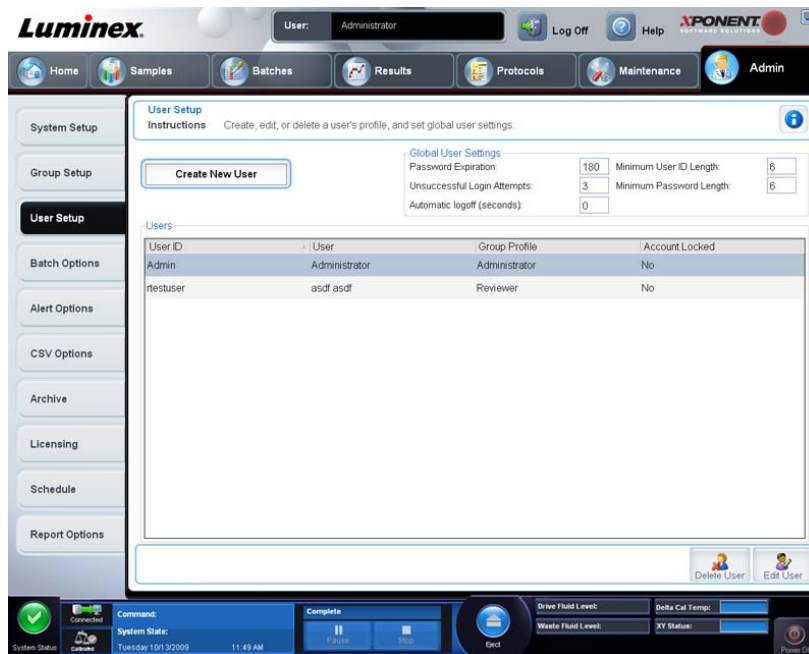 Luminex.
User: Administrator
Log Off
Help
XPONENT.
SOFTWARE SOLUTIONS
Home
Samples
Batches
Results
Protocols
Maintenance
Admin
System Setup
Group Setup
User Setup
Batch Options
Alert Options
CSV Options
Archive
Licensing
Schedule
Report Options
User Setup
Instructions Create, edit, or delete a user's profile, and set global user settings.
Create New User
Global User Settings
Password Expiration: 180 Minimum User ID Length: 6
Unsuccessful Login Attempts: 3 Minimum Password Length: 6
Automatic logoff (seconds): 0
Users
User ID User Group Profile Account Locked
Admin Administrator Administrator No
rtestuser asdf asdf Reviewer No
Delete User
Edit User
System Status
Connected
Calibrated
Command:
System State:
Tuesday 10/13/2009 11:49 AM
Complete
Pause
Stop
Eject
Drive Fluid Level:
Waste Fluid Level:
Delta Cal Temp:
XY Status: